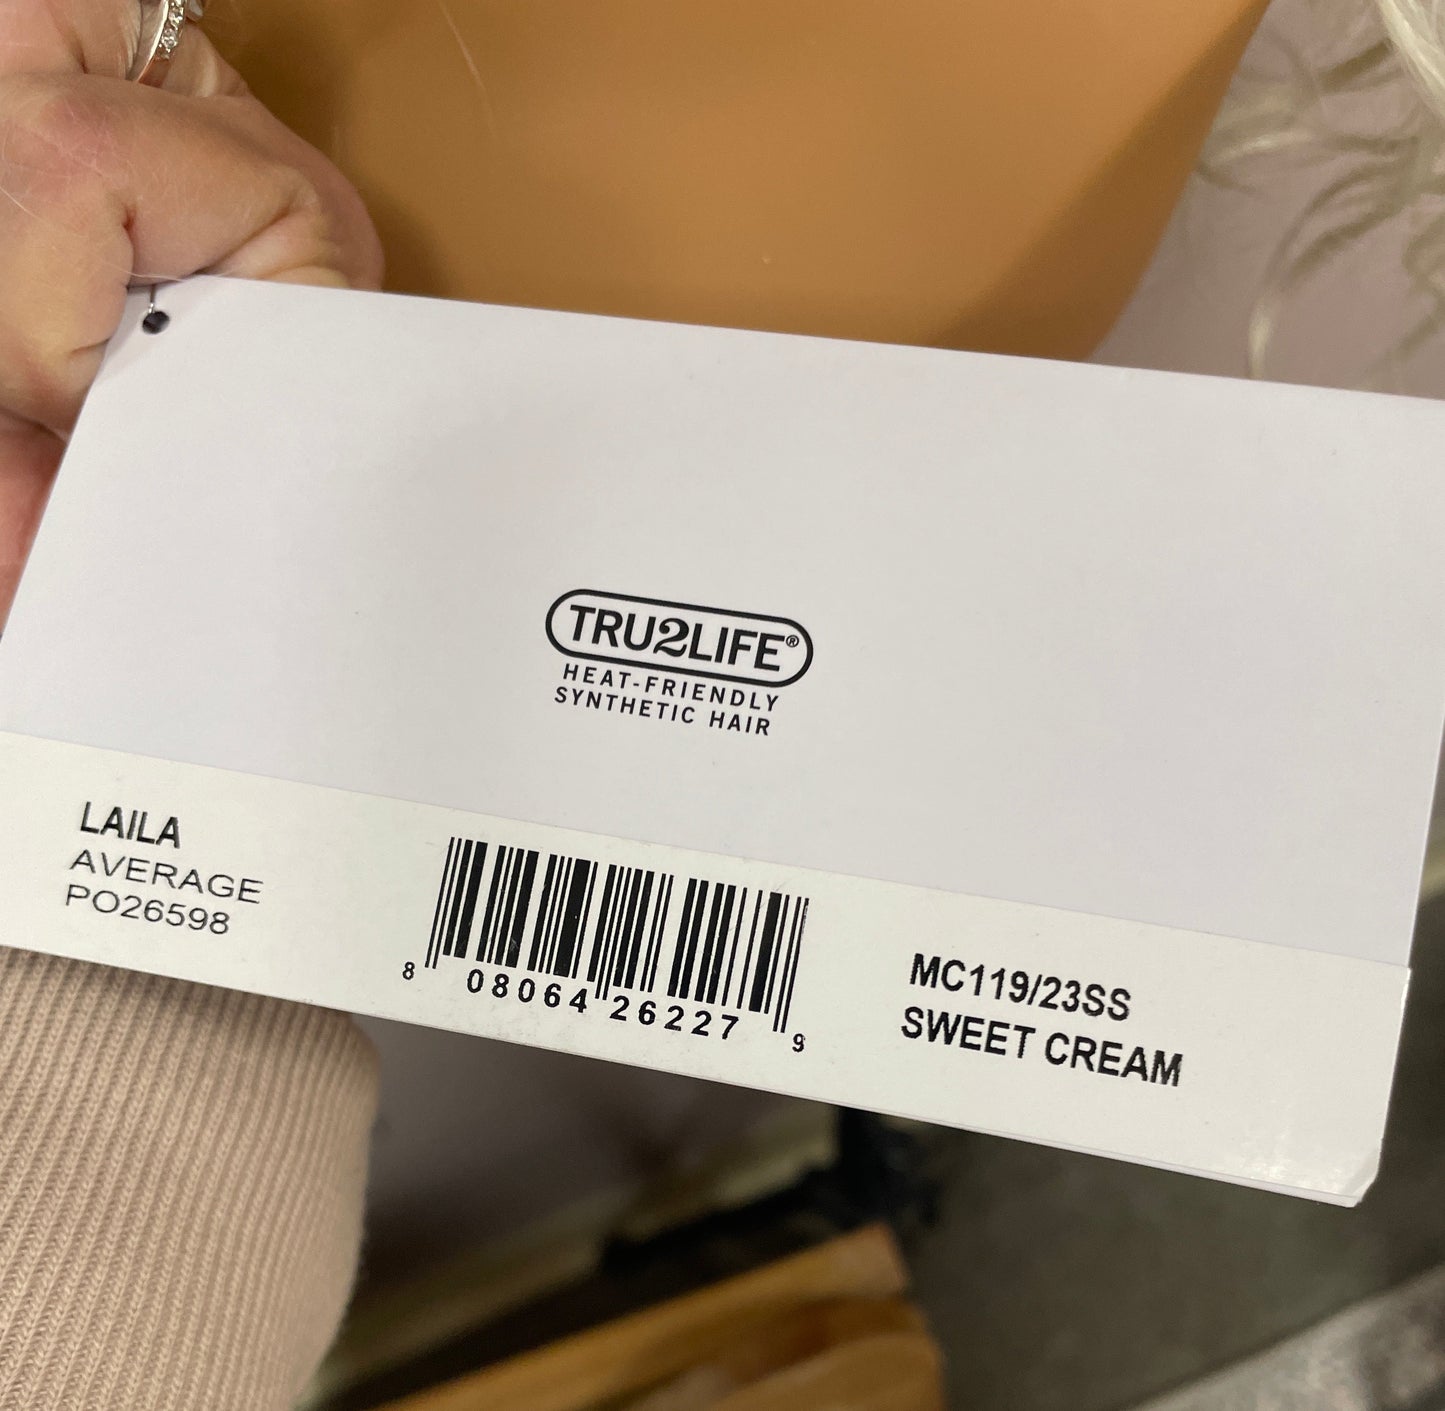 TRU2LIFE®
HEAT-FRIENDLY
SYNTHETIC HAIR
LAILA
AVERAGE
PO26598
8 08064 26227 9
MC119/23SS
SWEET CREAM